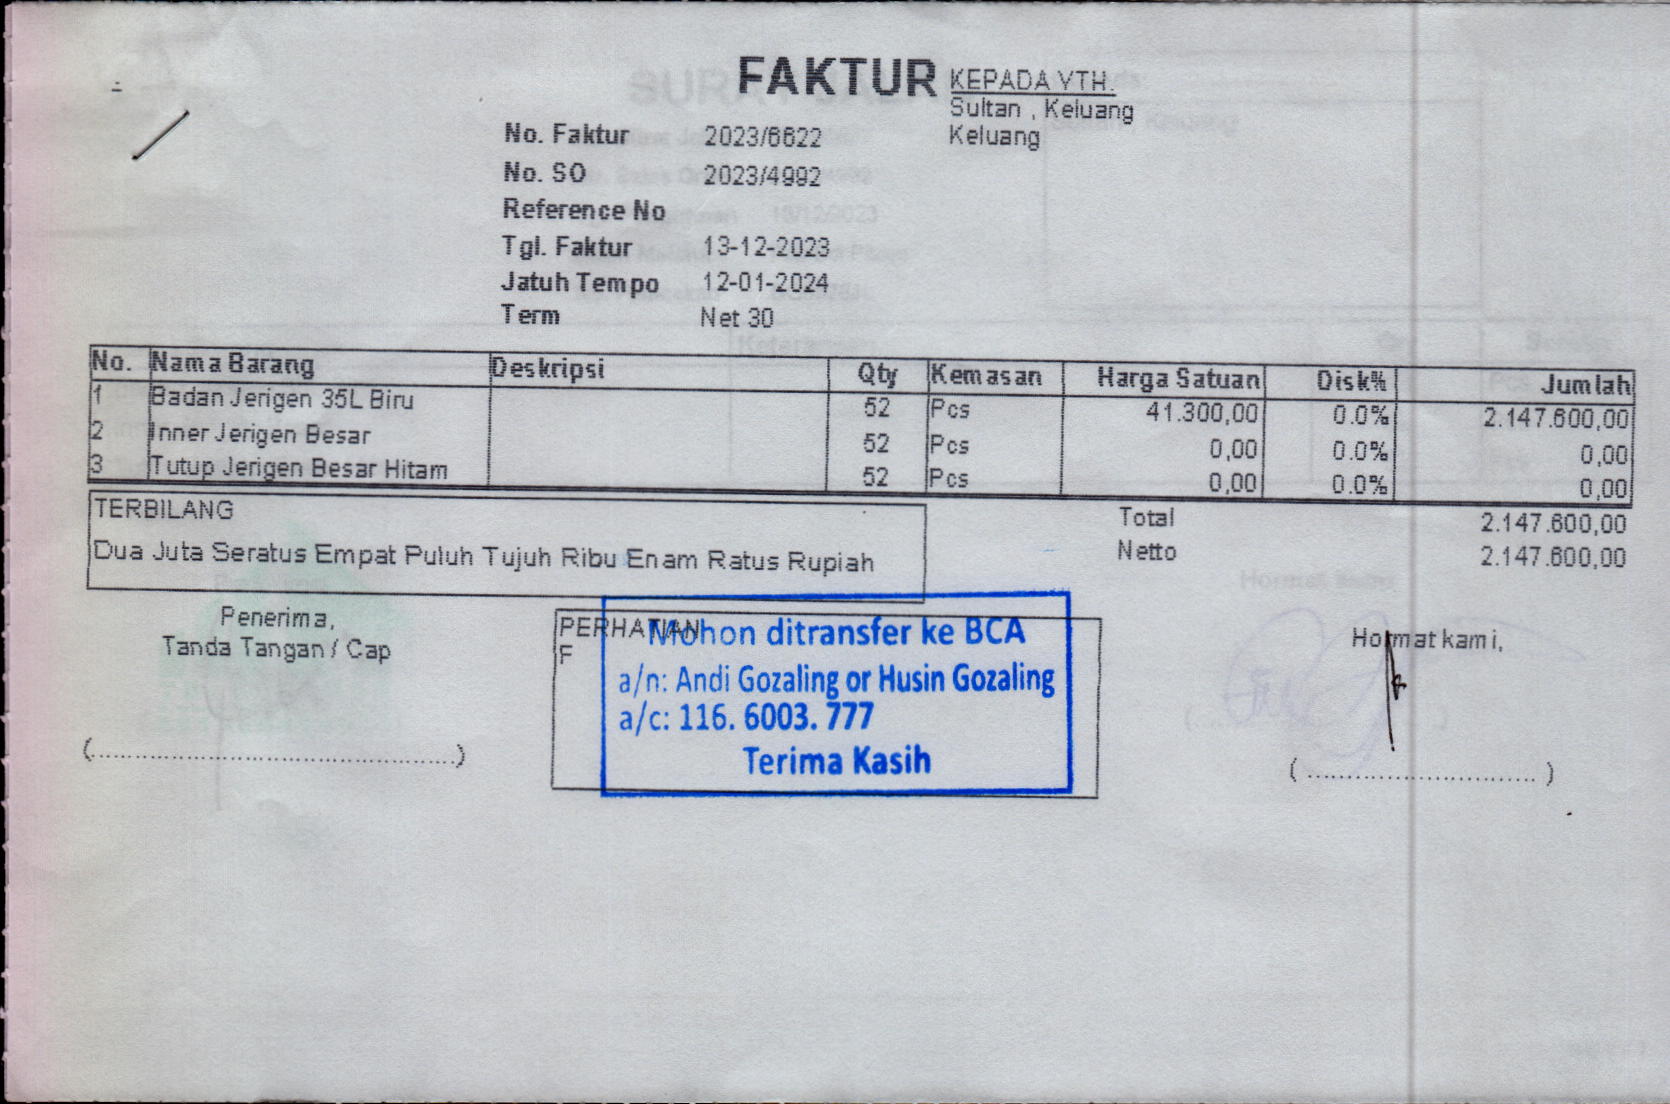 FAKTUR
KEPADA YTH.
Sultan , Keluang
Keluang
No. Faktur 2023/6622
No. SO 2023/4992
Reference No
Tgl. Faktur 13-12-2023
Jatuh Tempo 12-01-2024
Term Net 30
No. Nama Barang Deskripsi Qty Kemasan Harga Satuan Disk% Jumlah
1 Badan Jerigen 35L Biru 52 Pcs 41.300,00 0.0% 2.147.600,00
2 Inner Jerigen Besar 52 Pcs 0,00 0.0% 0,00
3 Tutup Jerigen Besar Hitam 52 Pcs 0,00 0.0% 0,00
TERBILANG
Dua Juta Seratus Empat Puluh Tujuh Ribu Enam Ratus Rupiah
Total 2.147.600,00
Netto 2.147.600,00
Penerima,
Tanda Tangan / Cap
(...............................................)
PERHATIAN
F
Mohon ditransfer ke BCA
a/n: Andi Gozaling or Husin Gozaling
a/c: 116. 6003. 777
Terima Kasih
Hormat kami,
( ............................. )